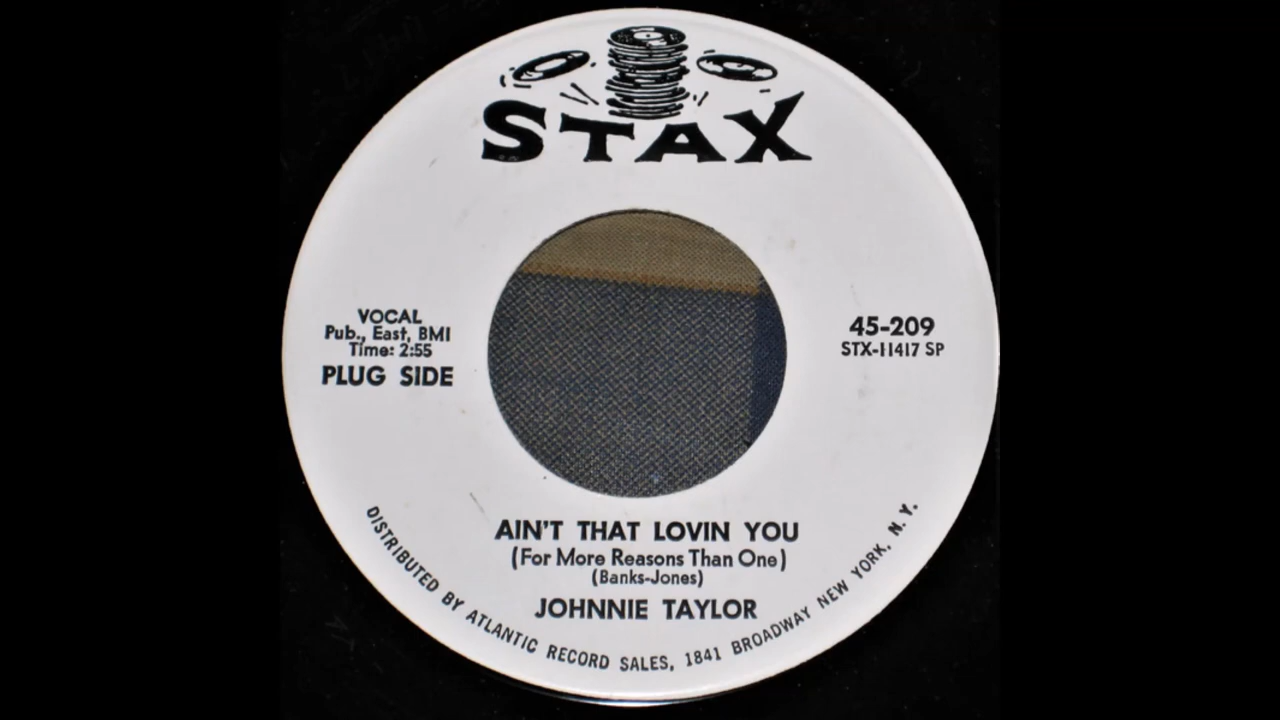 STAX
VOCAL
Pub., East, BMI
Time: 2:55
PLUG SIDE
45-209
STX-11417 SP
AIN'T THAT LOVIN YOU
(For More Reasons Than One)
(Banks-Jones)
JOHNNIE TAYLOR
DISTRIBUTED BY ATLANTIC RECORD SALES, 1841 BROADWAY NEW YORK, N. Y.